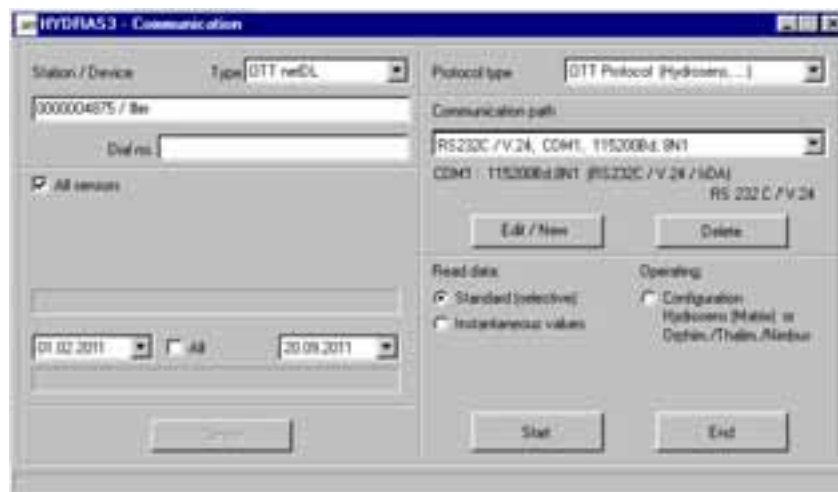 HYDRAS3 - Communication
Station / Device
Type
OTT netDL
0000004875 / Iller
Dial no.
All sensors
01.02.2011
All
20.09.2011
Protocol type
OTT Protocol (Hydrosens, ...)
Communication path
RS232C / V.24, COM1, 115200Bd, 8N1
COM1 : 115200Bd,8N1 (RS232C / V.24 / IrDA)
RS 232 C / V.24
Edit / New
Delete
Read data:
Operating:
Standard (selective)
Instantaneous values
Configuration
Hydrosens (Matrix) or
Orphim./Thalim./Nimbus
Start
End